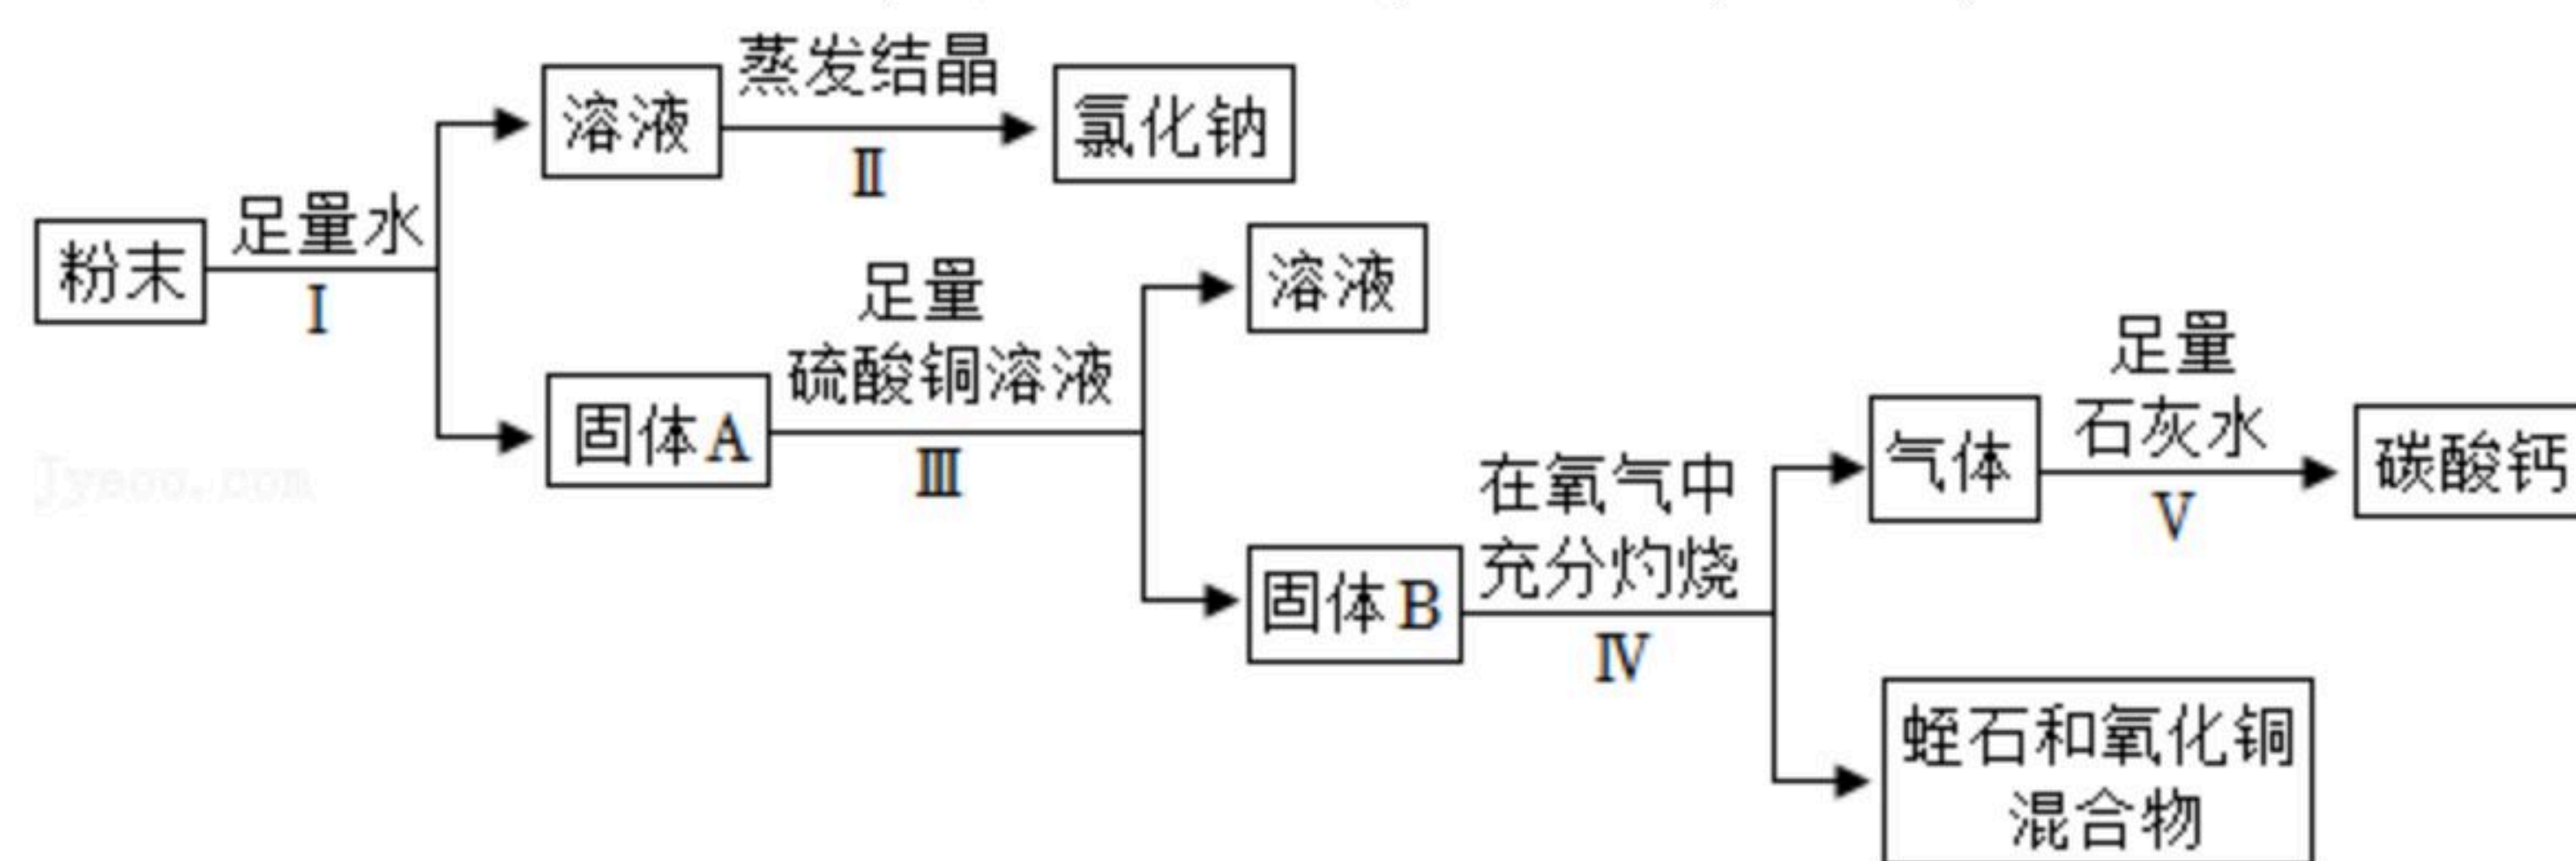 蒸发结晶
溶液
氯化钠
Ⅱ
足量水
粉末
Ⅰ
溶液
足量
硫酸铜溶液
固体A
Ⅲ
足量
石灰水
气体
碳酸钙
Ⅴ
在氧气中
充分灼烧
固体B
Ⅳ
蛭石和氧化铜
混合物
Jyeoo.com